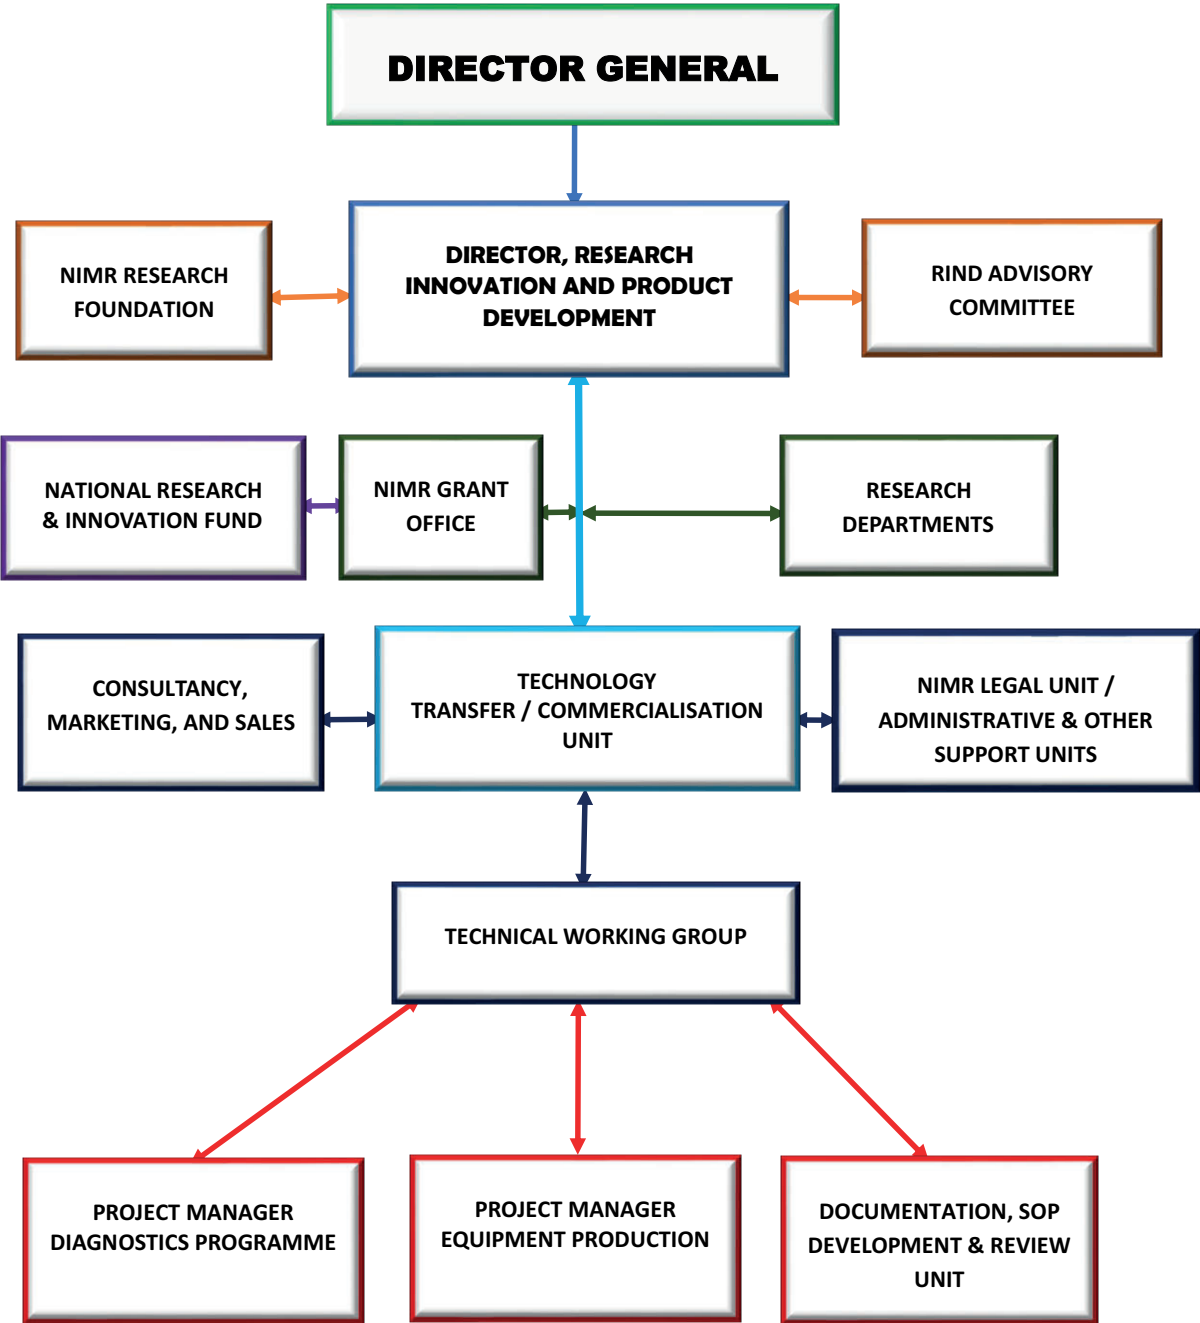 DIRECTOR GENERAL
DIRECTOR, RESEARCH
INNOVATION AND PRODUCT
DEVELOPMENT
NIMR RESEARCH
FOUNDATION
RIND ADVISORY
COMMITTEE
NATIONAL RESEARCH
& INNOVATION FUND
NIMR GRANT
OFFICE
RESEARCH
DEPARTMENTS
CONSULTANCY,
MARKETING, AND SALES
TECHNOLOGY
TRANSFER / COMMERCIALISATION
UNIT
NIMR LEGAL UNIT /
ADMINISTRATIVE & OTHER
SUPPORT UNITS
TECHNICAL WORKING GROUP
PROJECT MANAGER
DIAGNOSTICS PROGRAMME
PROJECT MANAGER
EQUIPMENT PRODUCTION
DOCUMENTATION, SOP
DEVELOPMENT & REVIEW
UNIT